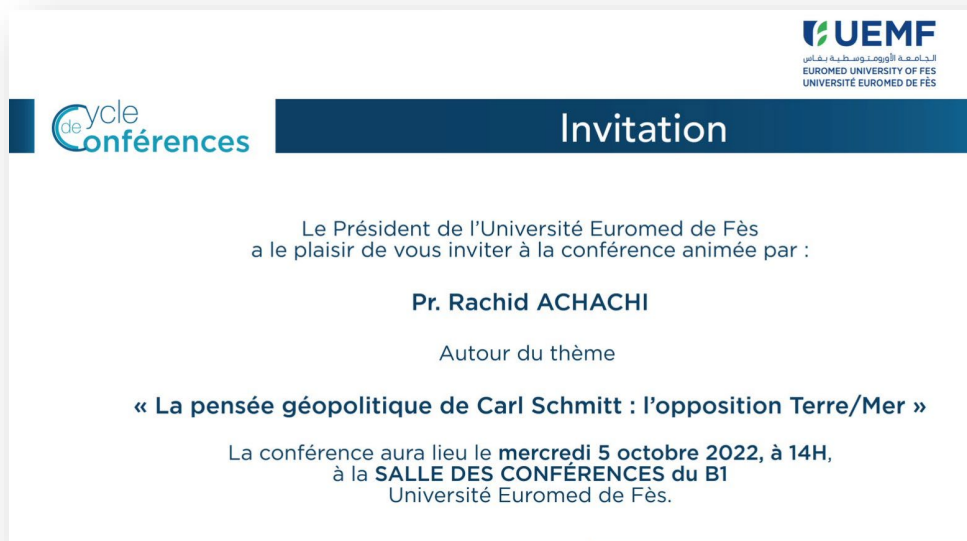 UEMF
الجامعة الأورومتوسطية بفاس
EUROMED UNIVERSITY OF FES
UNIVERSITÉ EUROMED DE FÈS
Cycle
de Conférences
Invitation
Le Président de l’Université Euromed de Fès
a le plaisir de vous inviter à la conférence animée par :
Pr. Rachid ACHACHI
Autour du thème
« La pensée géopolitique de Carl Schmitt : l’opposition Terre/Mer »
La conférence aura lieu le mercredi 5 octobre 2022, à 14H,
à la SALLE DES CONFÉRENCES du B1
Université Euromed de Fès.